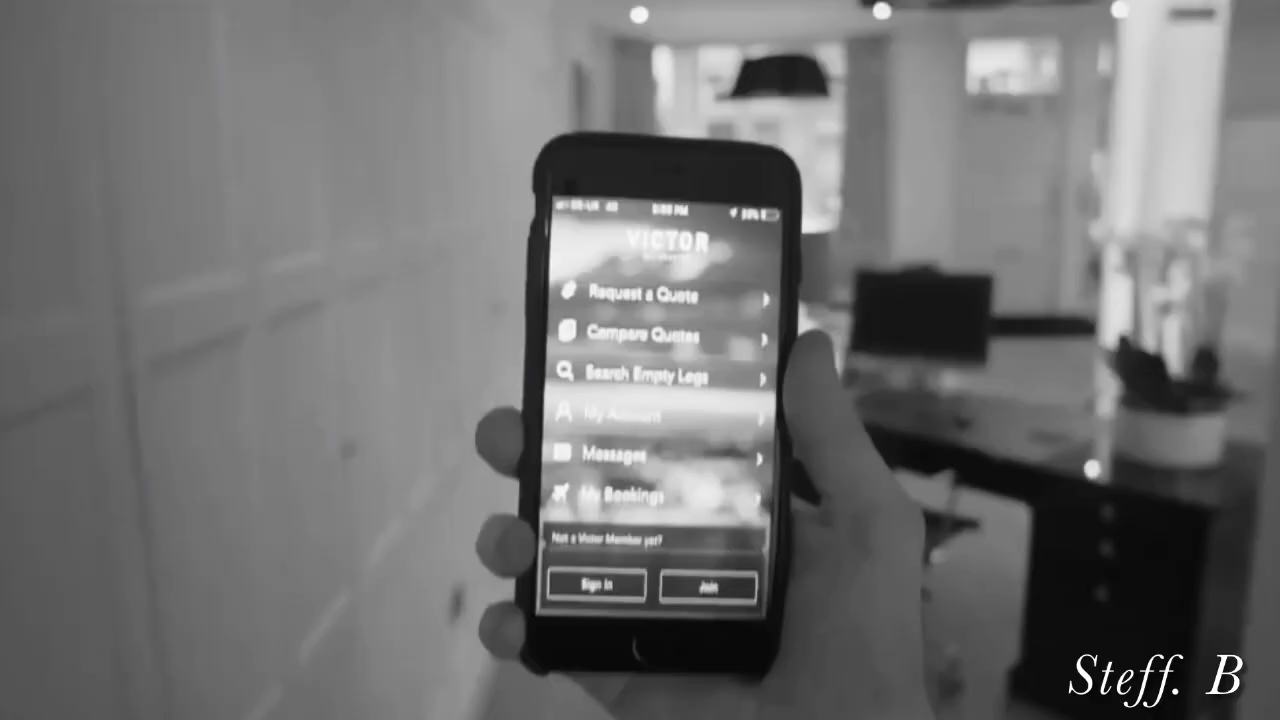 VICTOR
Request a Quote
Compare Quotes
Search Empty Legs
My Account
Messages
My Bookings
Not a Victor Member yet?
Sign In
Join
Steff. B